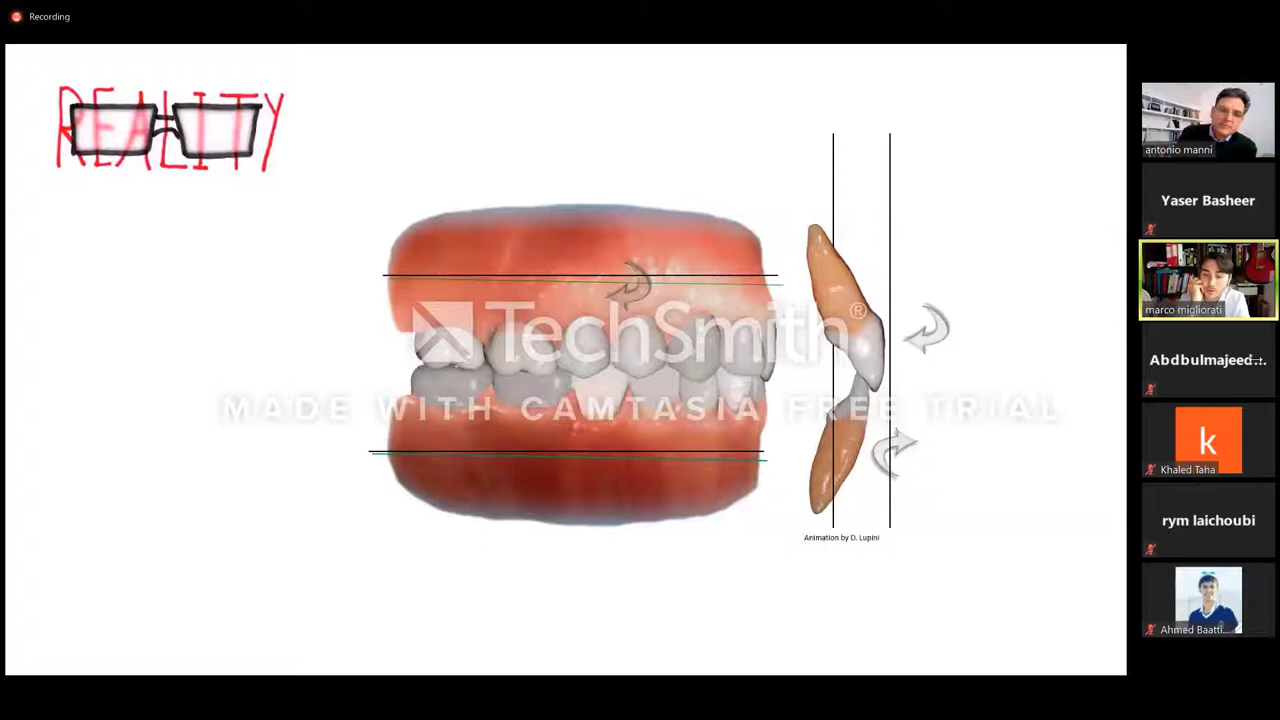 Recording
REALITY
TechSmith®
MADE WITH CAMTASIA FREE TRIAL
Animation by D. Lupini
antonio manni
Yaser Basheer
marco migliorati
Abdbulmajeed...
k
Khaled Taha
rym laichoubi
Ahmed Baatti...